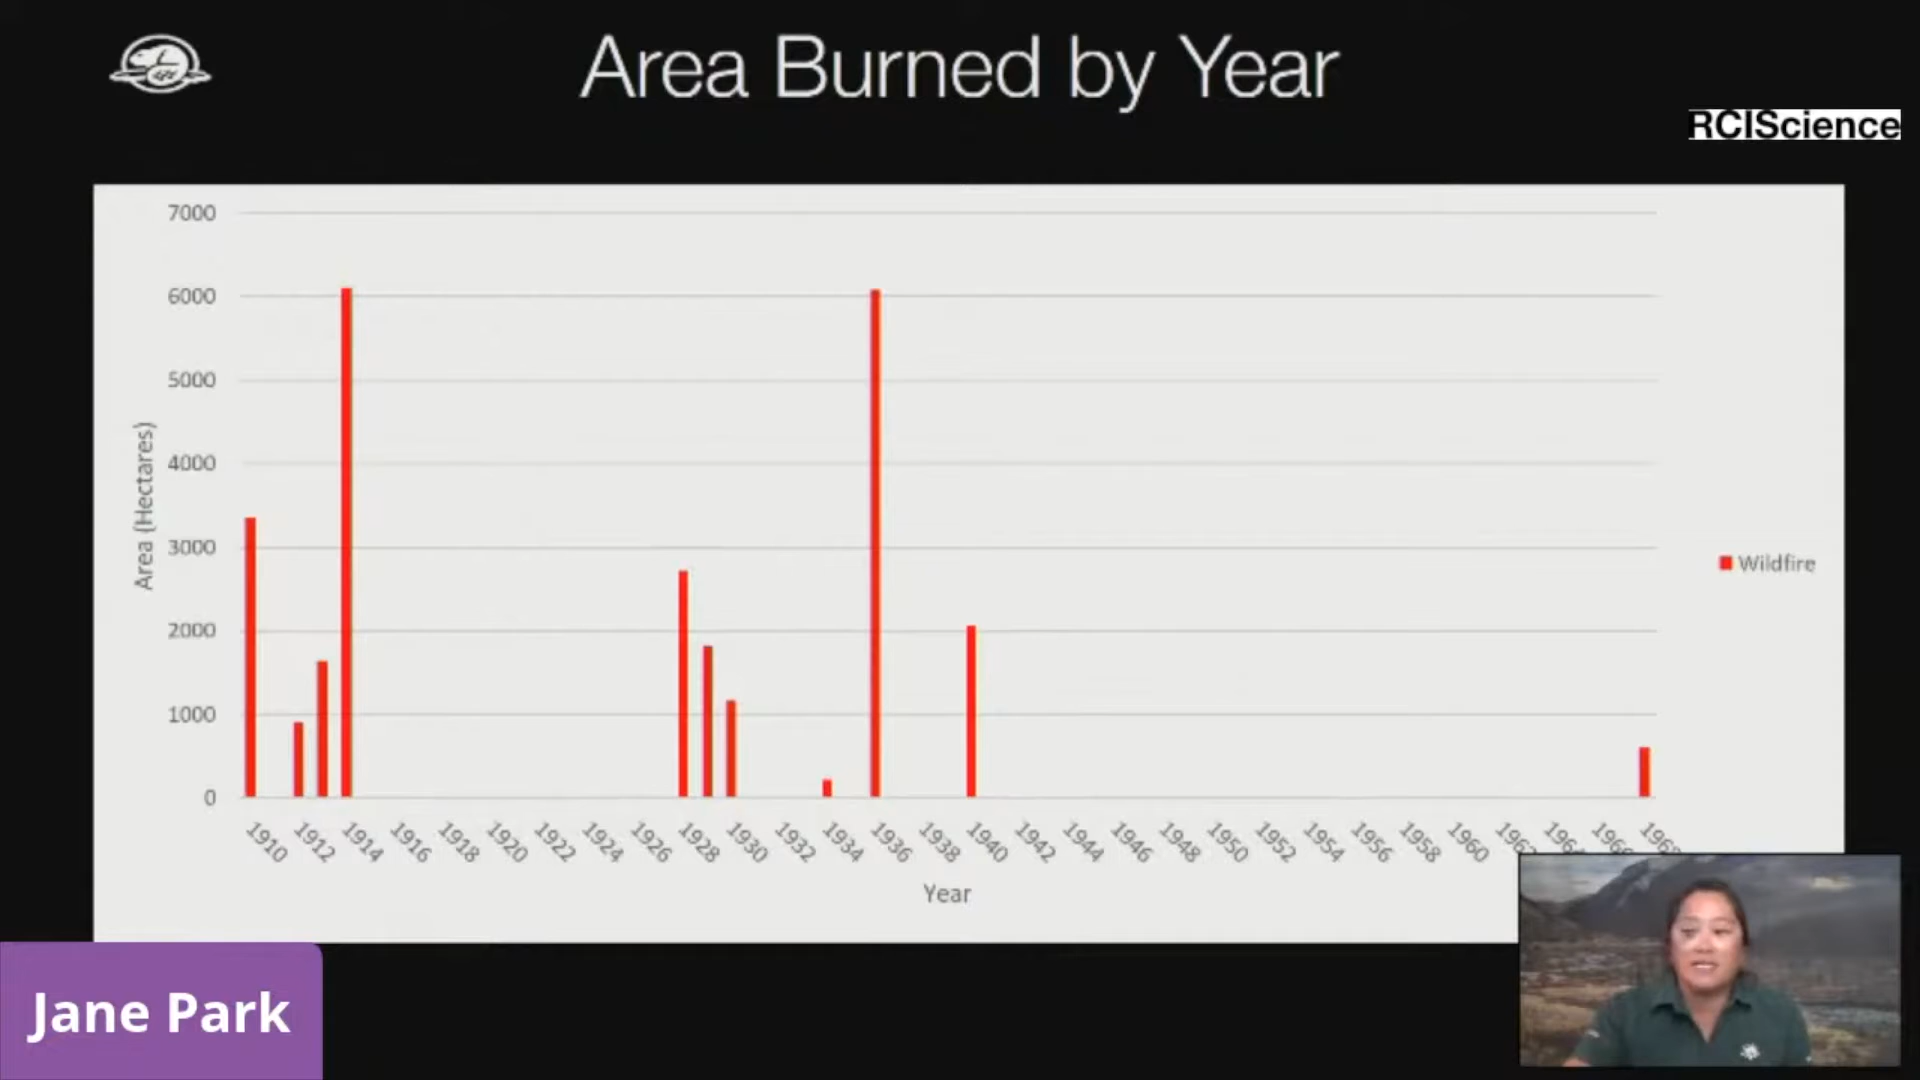 Area Burned by Year
RCIScience
7000
6000
5000
4000
3000
2000
1000
0
Area (Hectares)
1910 1912 1914 1916 1918 1920 1922 1924 1926 1928 1930 1932 1934 1936 1938 1940 1942 1944 1946 1948 1950 1952 1954 1956 1958 1960
Year
Wildfire
Jane Park